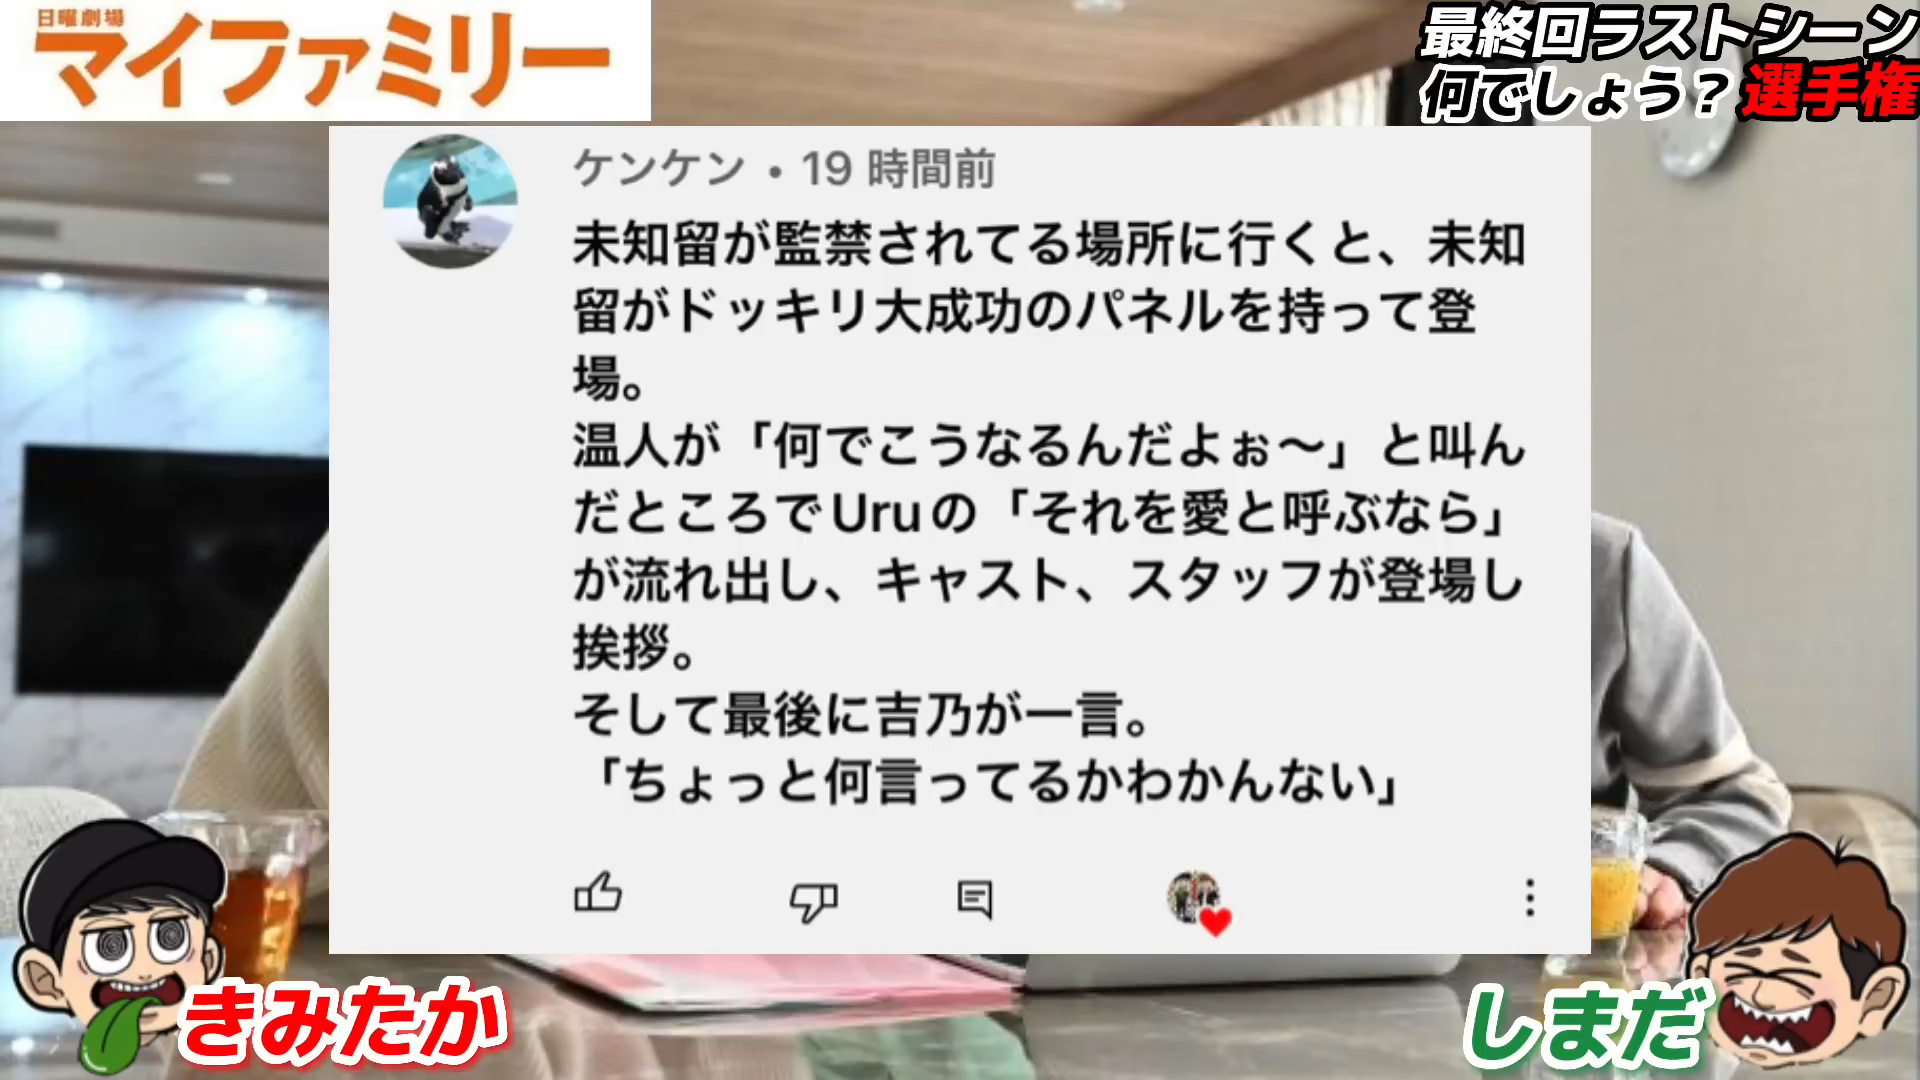 日曜劇場
マイファミリー
最終回ラストシーン
何でしょう？選手権
ケンケン・19 時間前
未知留が監禁されてる場所に行くと、未知
留がドッキリ大成功のパネルを持って登
場。
温人が「何でこうなるんだよぉ〜」と叫ん
だところでUruの「それを愛と呼ぶなら」
が流れ出し、キャスト、スタッフが登場し
挨拶。
そして最後に吉乃が一言。
「ちょっと何言ってるかわかんない」
きみたか
しまだ